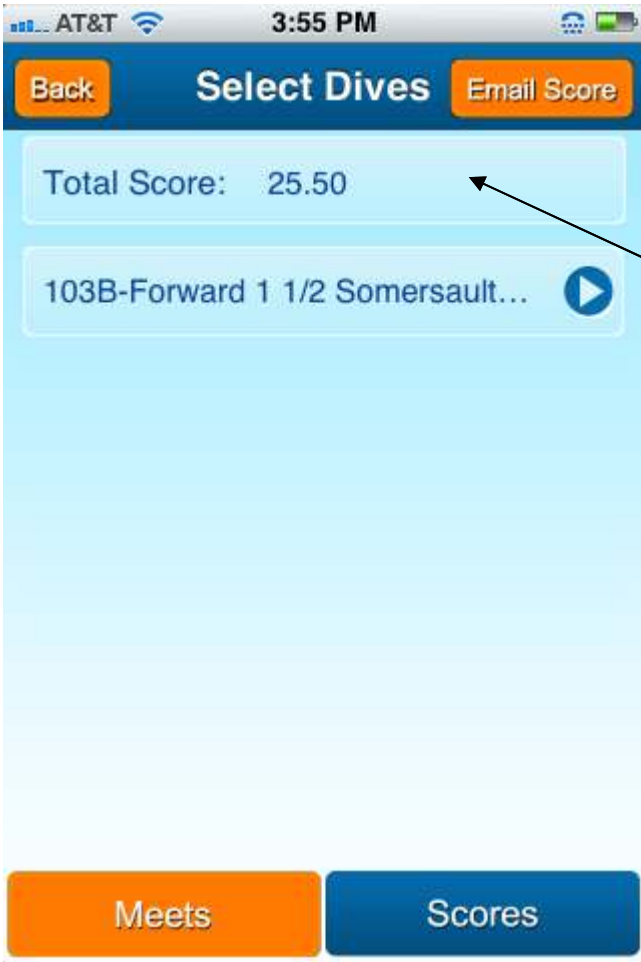 AT&T 3:55 PM
Back Select Dives Email Score
Total Score: 25.50
103B-Forward 1 1/2 Somersault...
Meets Scores